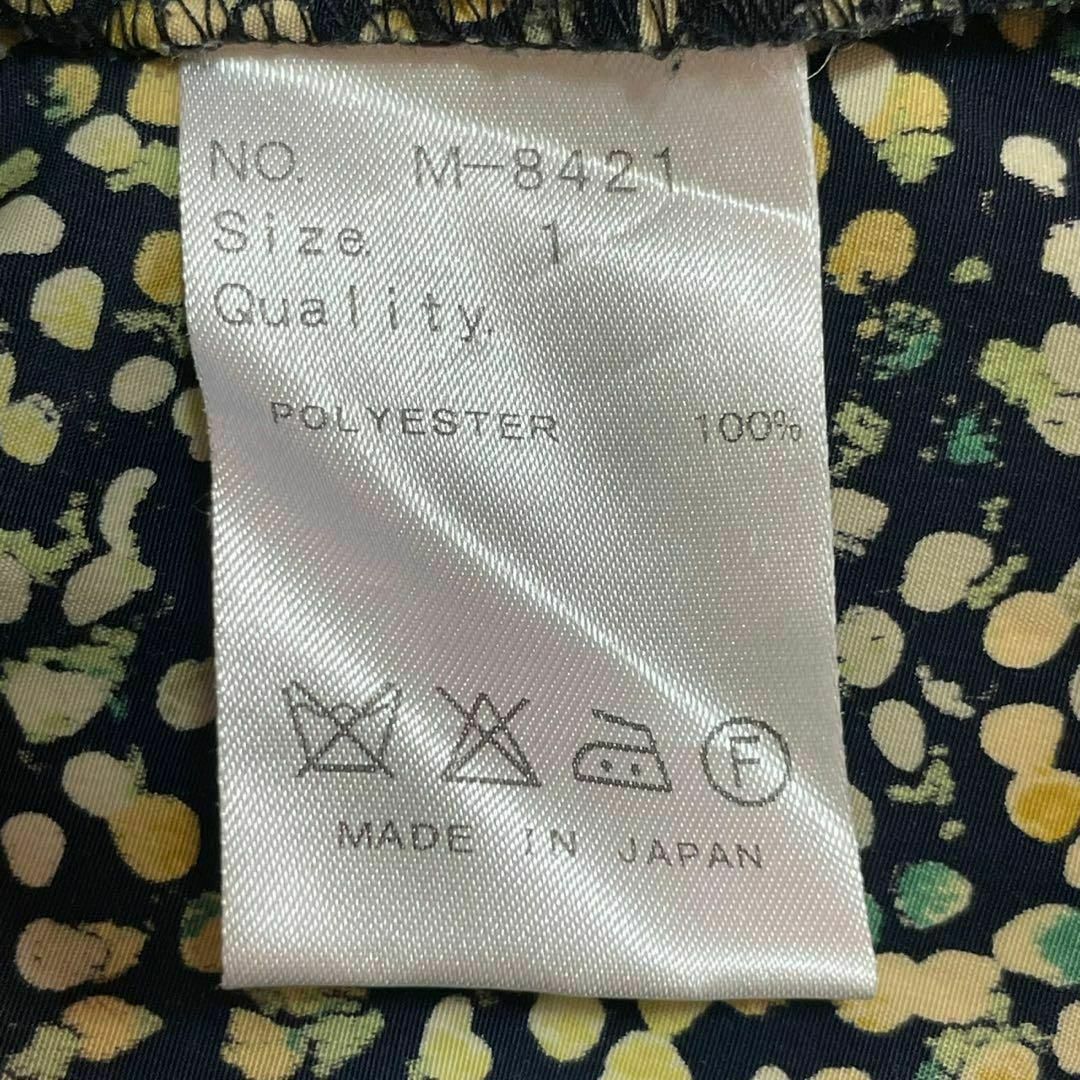 NO. M-8421
Size. 1
Quality.
POLYESTER 100%
F
MADE IN JAPAN